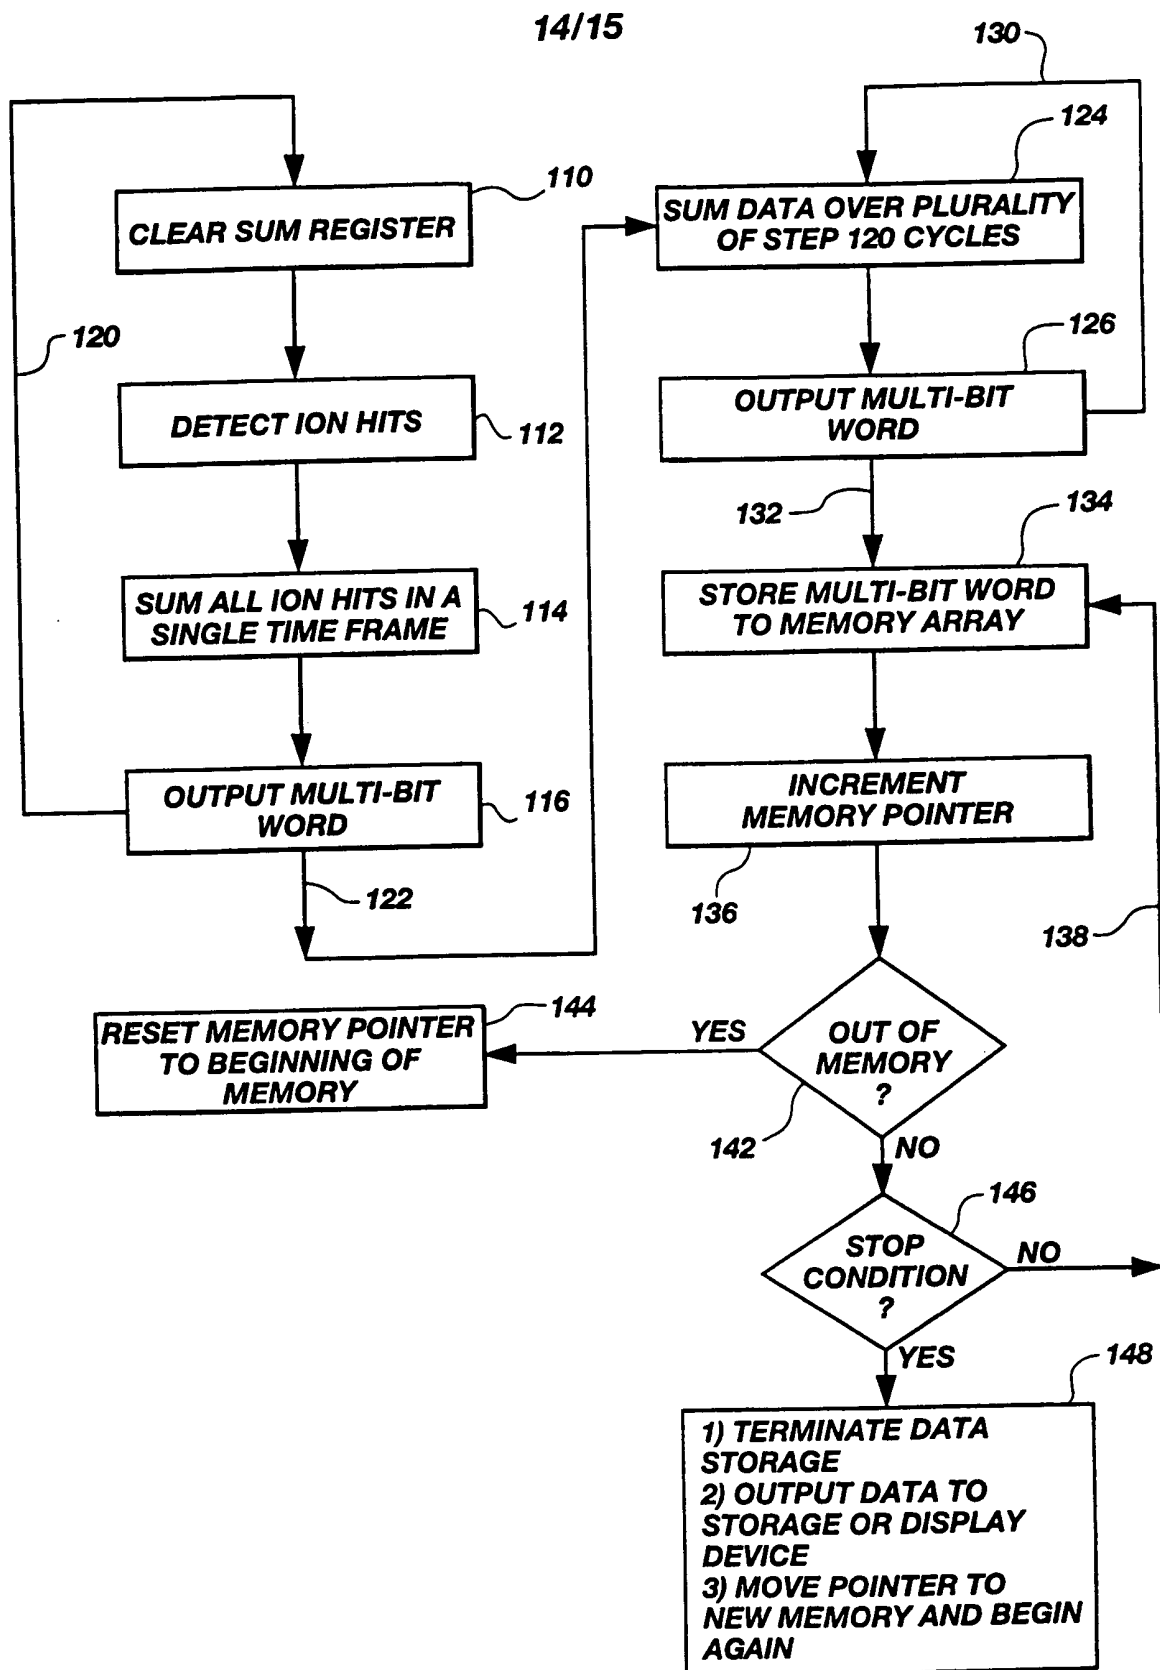 14/15
130
124
110
CLEAR SUM REGISTER
SUM DATA OVER PLURALITY
OF STEP 120 CYCLES
120
126
DETECT ION HITS
112
OUTPUT MULTI-BIT
WORD
132
134
SUM ALL ION HITS IN A
SINGLE TIME FRAME
114
STORE MULTI-BIT WORD
TO MEMORY ARRAY
OUTPUT MULTI-BIT
WORD
116
INCREMENT
MEMORY POINTER
122
136
138
RESET MEMORY POINTER
TO BEGINNING OF
MEMORY
144
YES
OUT OF
MEMORY
?
142
NO
146
STOP
CONDITION
?
NO
YES
148
1) TERMINATE DATA
STORAGE
2) OUTPUT DATA TO
STORAGE OR DISPLAY
DEVICE
3) MOVE POINTER TO
NEW MEMORY AND BEGIN
AGAIN